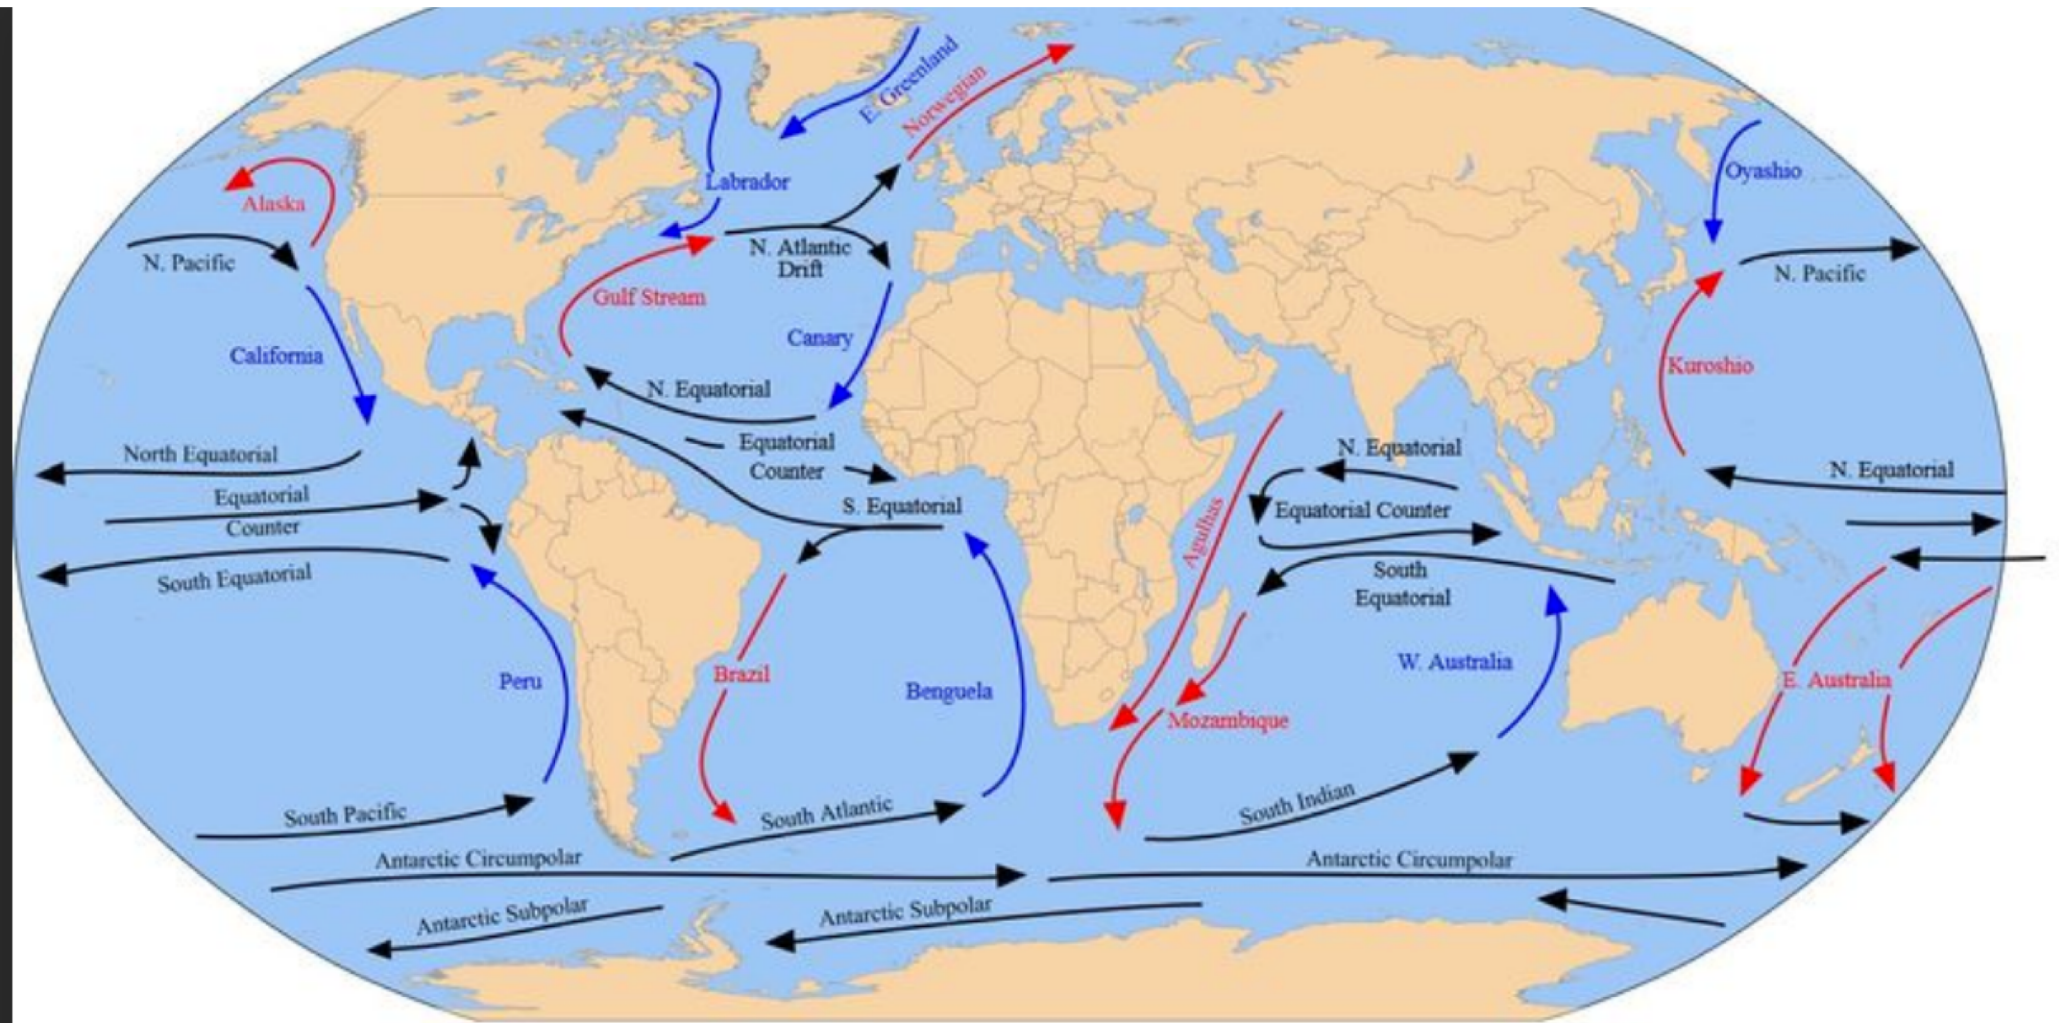 E. Greenland
Norwegian
Labrador
Oyashio
Alaska
N. Pacific
N. Atlantic
Drift
N. Pacific
Gulf Stream
California
Canary
Kuroshio
N. Equatorial
North Equatorial
Equatorial
Counter
N. Equatorial
N. Equatorial
Equatorial
Counter
S. Equatorial
Equatorial Counter
Agulhas
South Equatorial
South
Equatorial
Peru
Brazil
Benguela
W. Australia
E. Australia
Mozambique
South Pacific
South Atlantic
South Indian
Antarctic Circumpolar
Antarctic Circumpolar
Antarctic Subpolar
Antarctic Subpolar